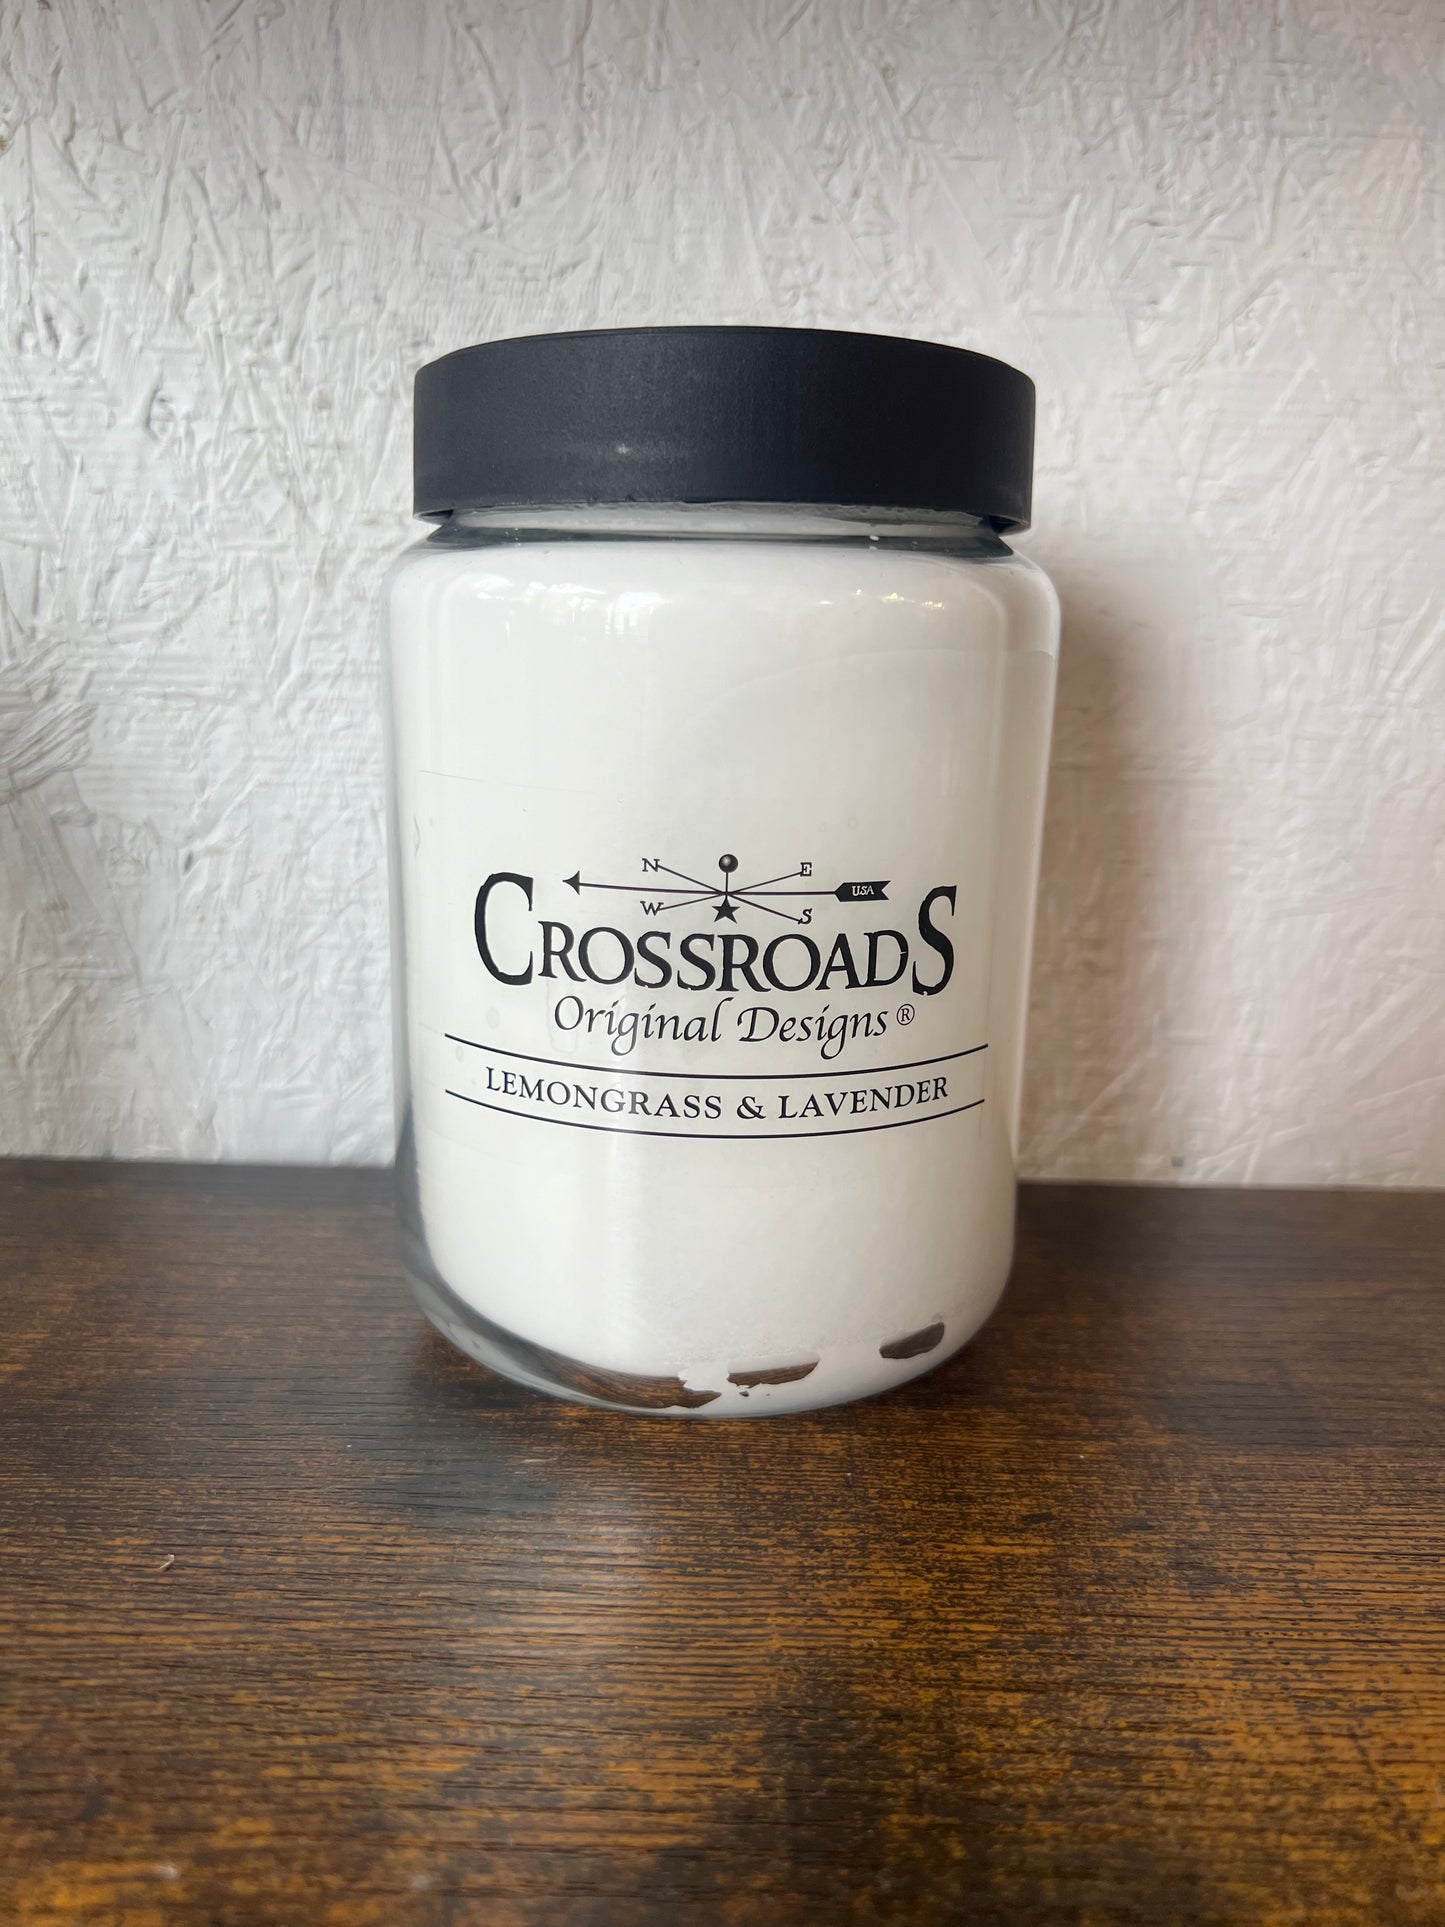 N E
USA
W S
CROSSROADS
Original Designs®
LEMONGRASS & LAVENDER